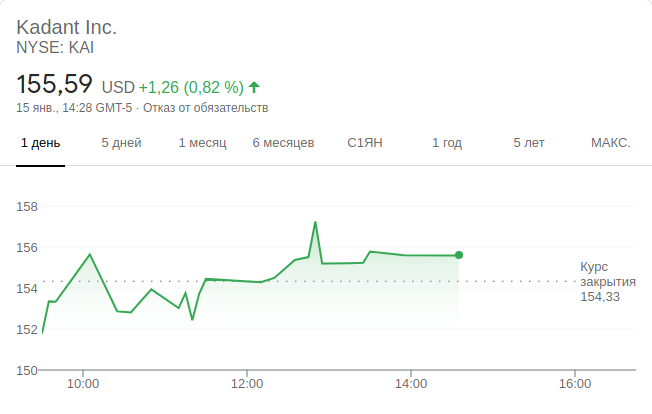 Kadant Inc.
NYSE: KAI
155,59 USD +1,26 (0,82 %)
15 янв., 14:28 GMT-5 · Отказ от обязательств
1 день 5 дней 1 месяц 6 месяцев С1ЯН 1 год 5 лет МАКС.
158
156
154
152
150
Курс
закрытия
154,33
10:00 12:00 14:00 16:00